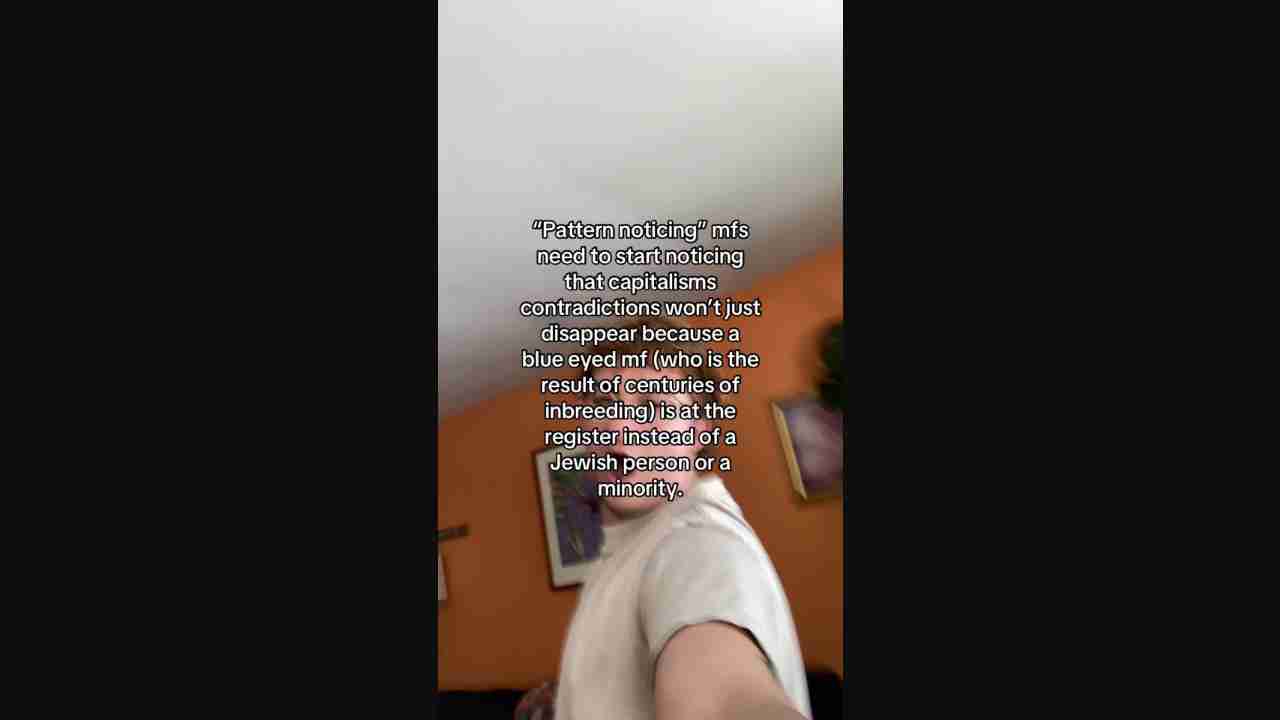 “Pattern noticing” mfs
need to start noticing
that capitalisms
contradictions won’t just
disappear because a
blue eyed mf (who is the
result of centuries of
inbreeding) is at the
register instead of a
Jewish person or a
minority.